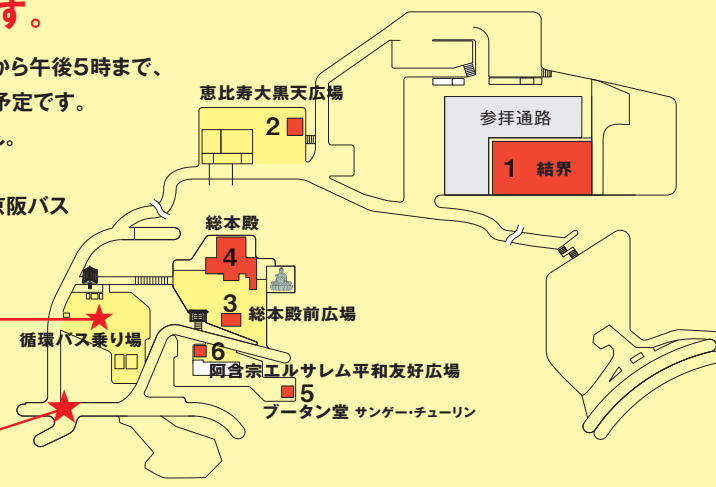 す。
から午後5時まで、
予定です。
ん。
京阪バス
恵比寿大黒天広場
2
参拝通路
1 結界
総本殿
4
3
総本殿前広場
循環バス乗り場
6
阿含宗エルサレム平和友好広場
5
ブータン堂 サンゲー・チューリン